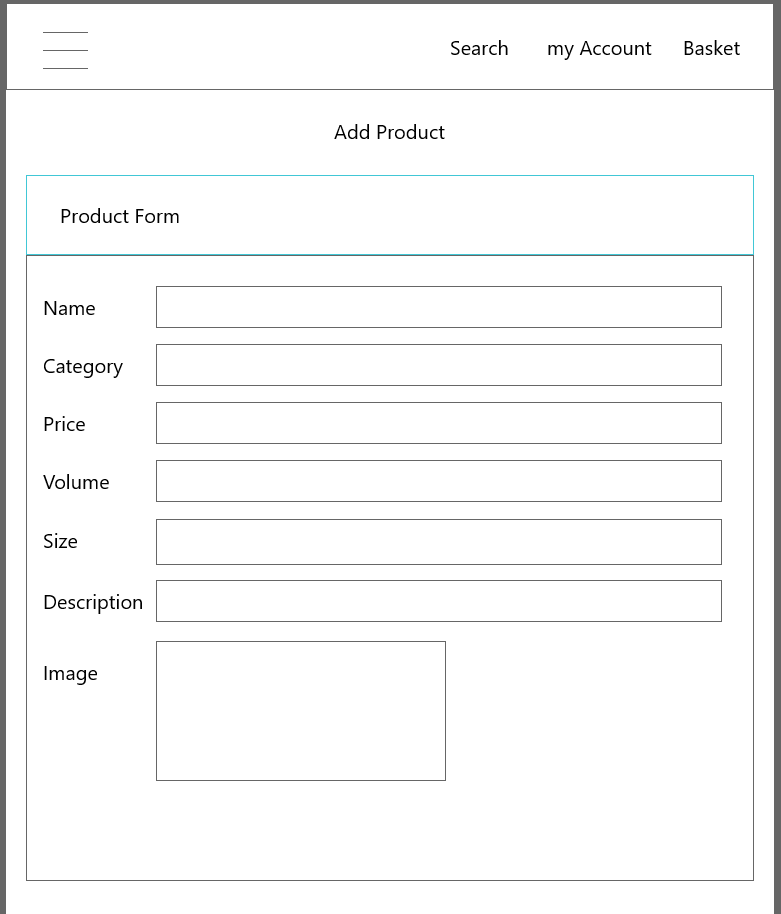 Search my Account Basket
Add Product
Product Form
Name
Category
Price
Volume
Size
Description
Image